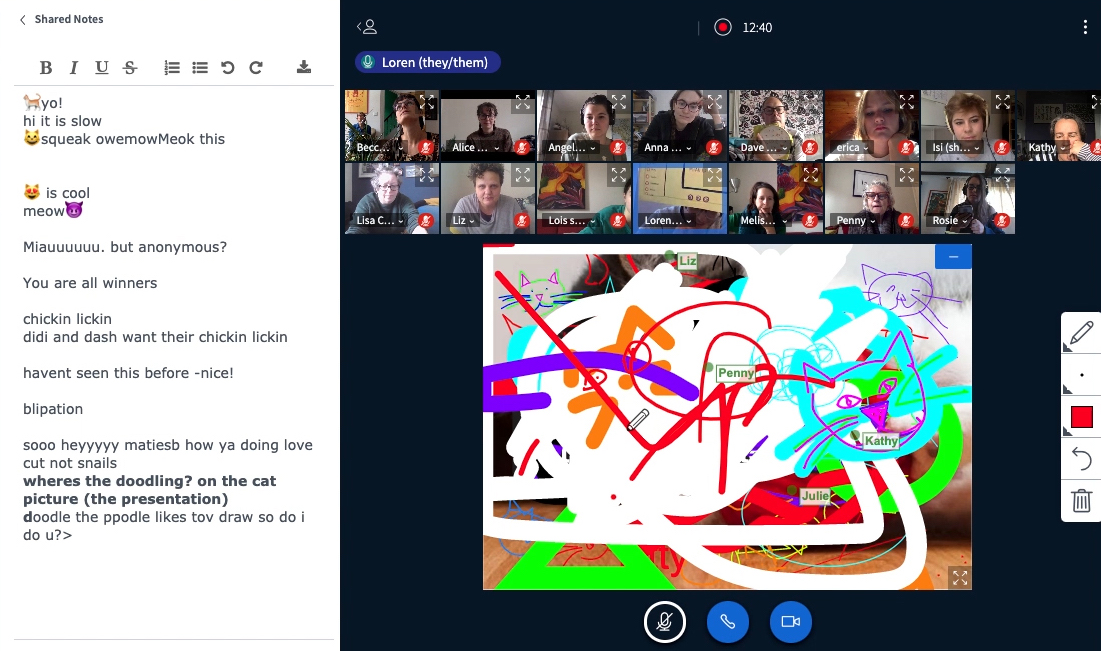 Shared Notes
B I U S
🐈yo!
hi it is slow
😺squeak owemowMeok this
😻 is cool
meow😈
Miauuuuuu. but anonymous?
You are all winners
chickin lickin
didi and dash want their chickin lickin
havent seen this before -nice!
blipation
sooo heyyyyy matiesb how ya doing love
cut not snails
wheres the doodling? on the cat
picture (the presentation)
doodle the ppodle likes tov draw so do i
do u?>
12:40
Loren (they/them)
Becc...
Alice ...
Angel...
Anna ...
Dave ...
erica
Isi (sh...
Kathy
Lisa C...
Liz
Lois s...
Loren...
Melis...
Penny
Rosie
Liz
Penny
Kathy
Julie